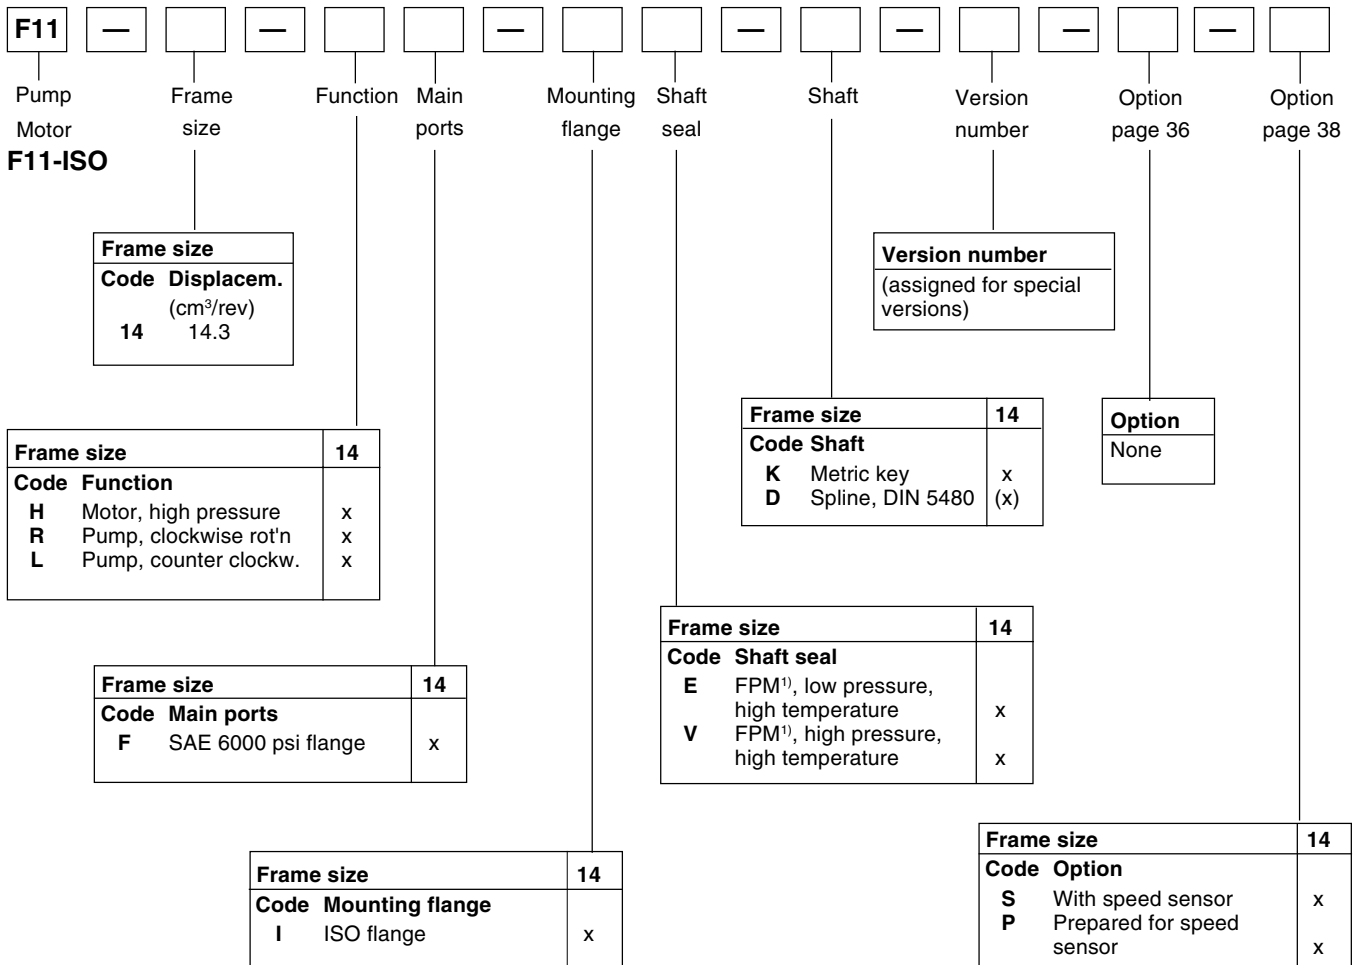 F11 — — — — — — —
Pump Frame Function Main Mounting Shaft Shaft Version Option Option
Motor size ports flange seal number page 36 page 38
F11-ISO
Frame size
Code Displacem.
(cm³/rev)
14 14.3
Version number
(assigned for special
versions)
Frame size 14
Code Function
H Motor, high pressure x
R Pump, clockwise rot'n x
L Pump, counter clockw. x
Frame size 14
Code Shaft
K Metric key x
D Spline, DIN 5480 (x)
Option
None
Frame size 14
Code Main ports
F SAE 6000 psi flange x
Frame size 14
Code Shaft seal
E FPM¹⁾, low pressure,
high temperature x
V FPM¹⁾, high pressure,
high temperature x
Frame size 14
Code Mounting flange
I ISO flange x
Frame size 14
Code Option
S With speed sensor x
P Prepared for speed
sensor x